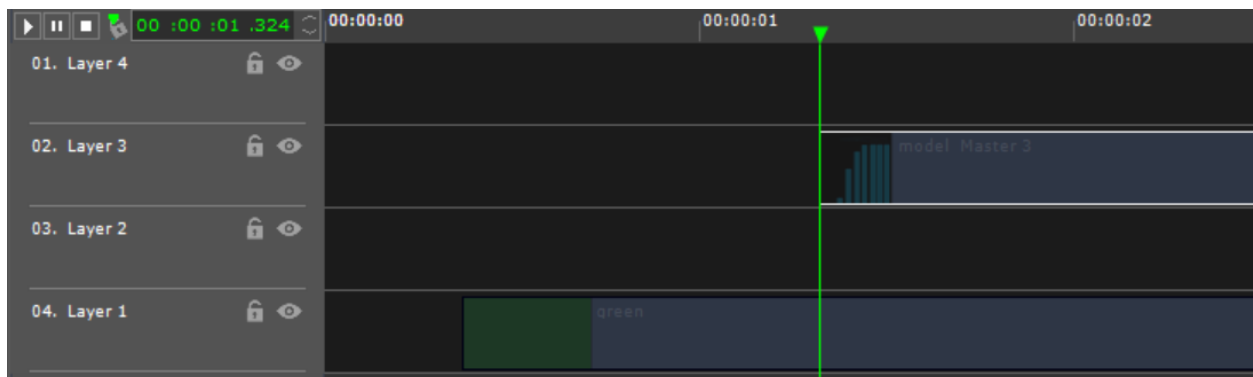 00 :00 :01 .324 00:00:00 00:00:01 00:00:02
01. Layer 4
02. Layer 3 model Master 3
03. Layer 2
04. Layer 1 green